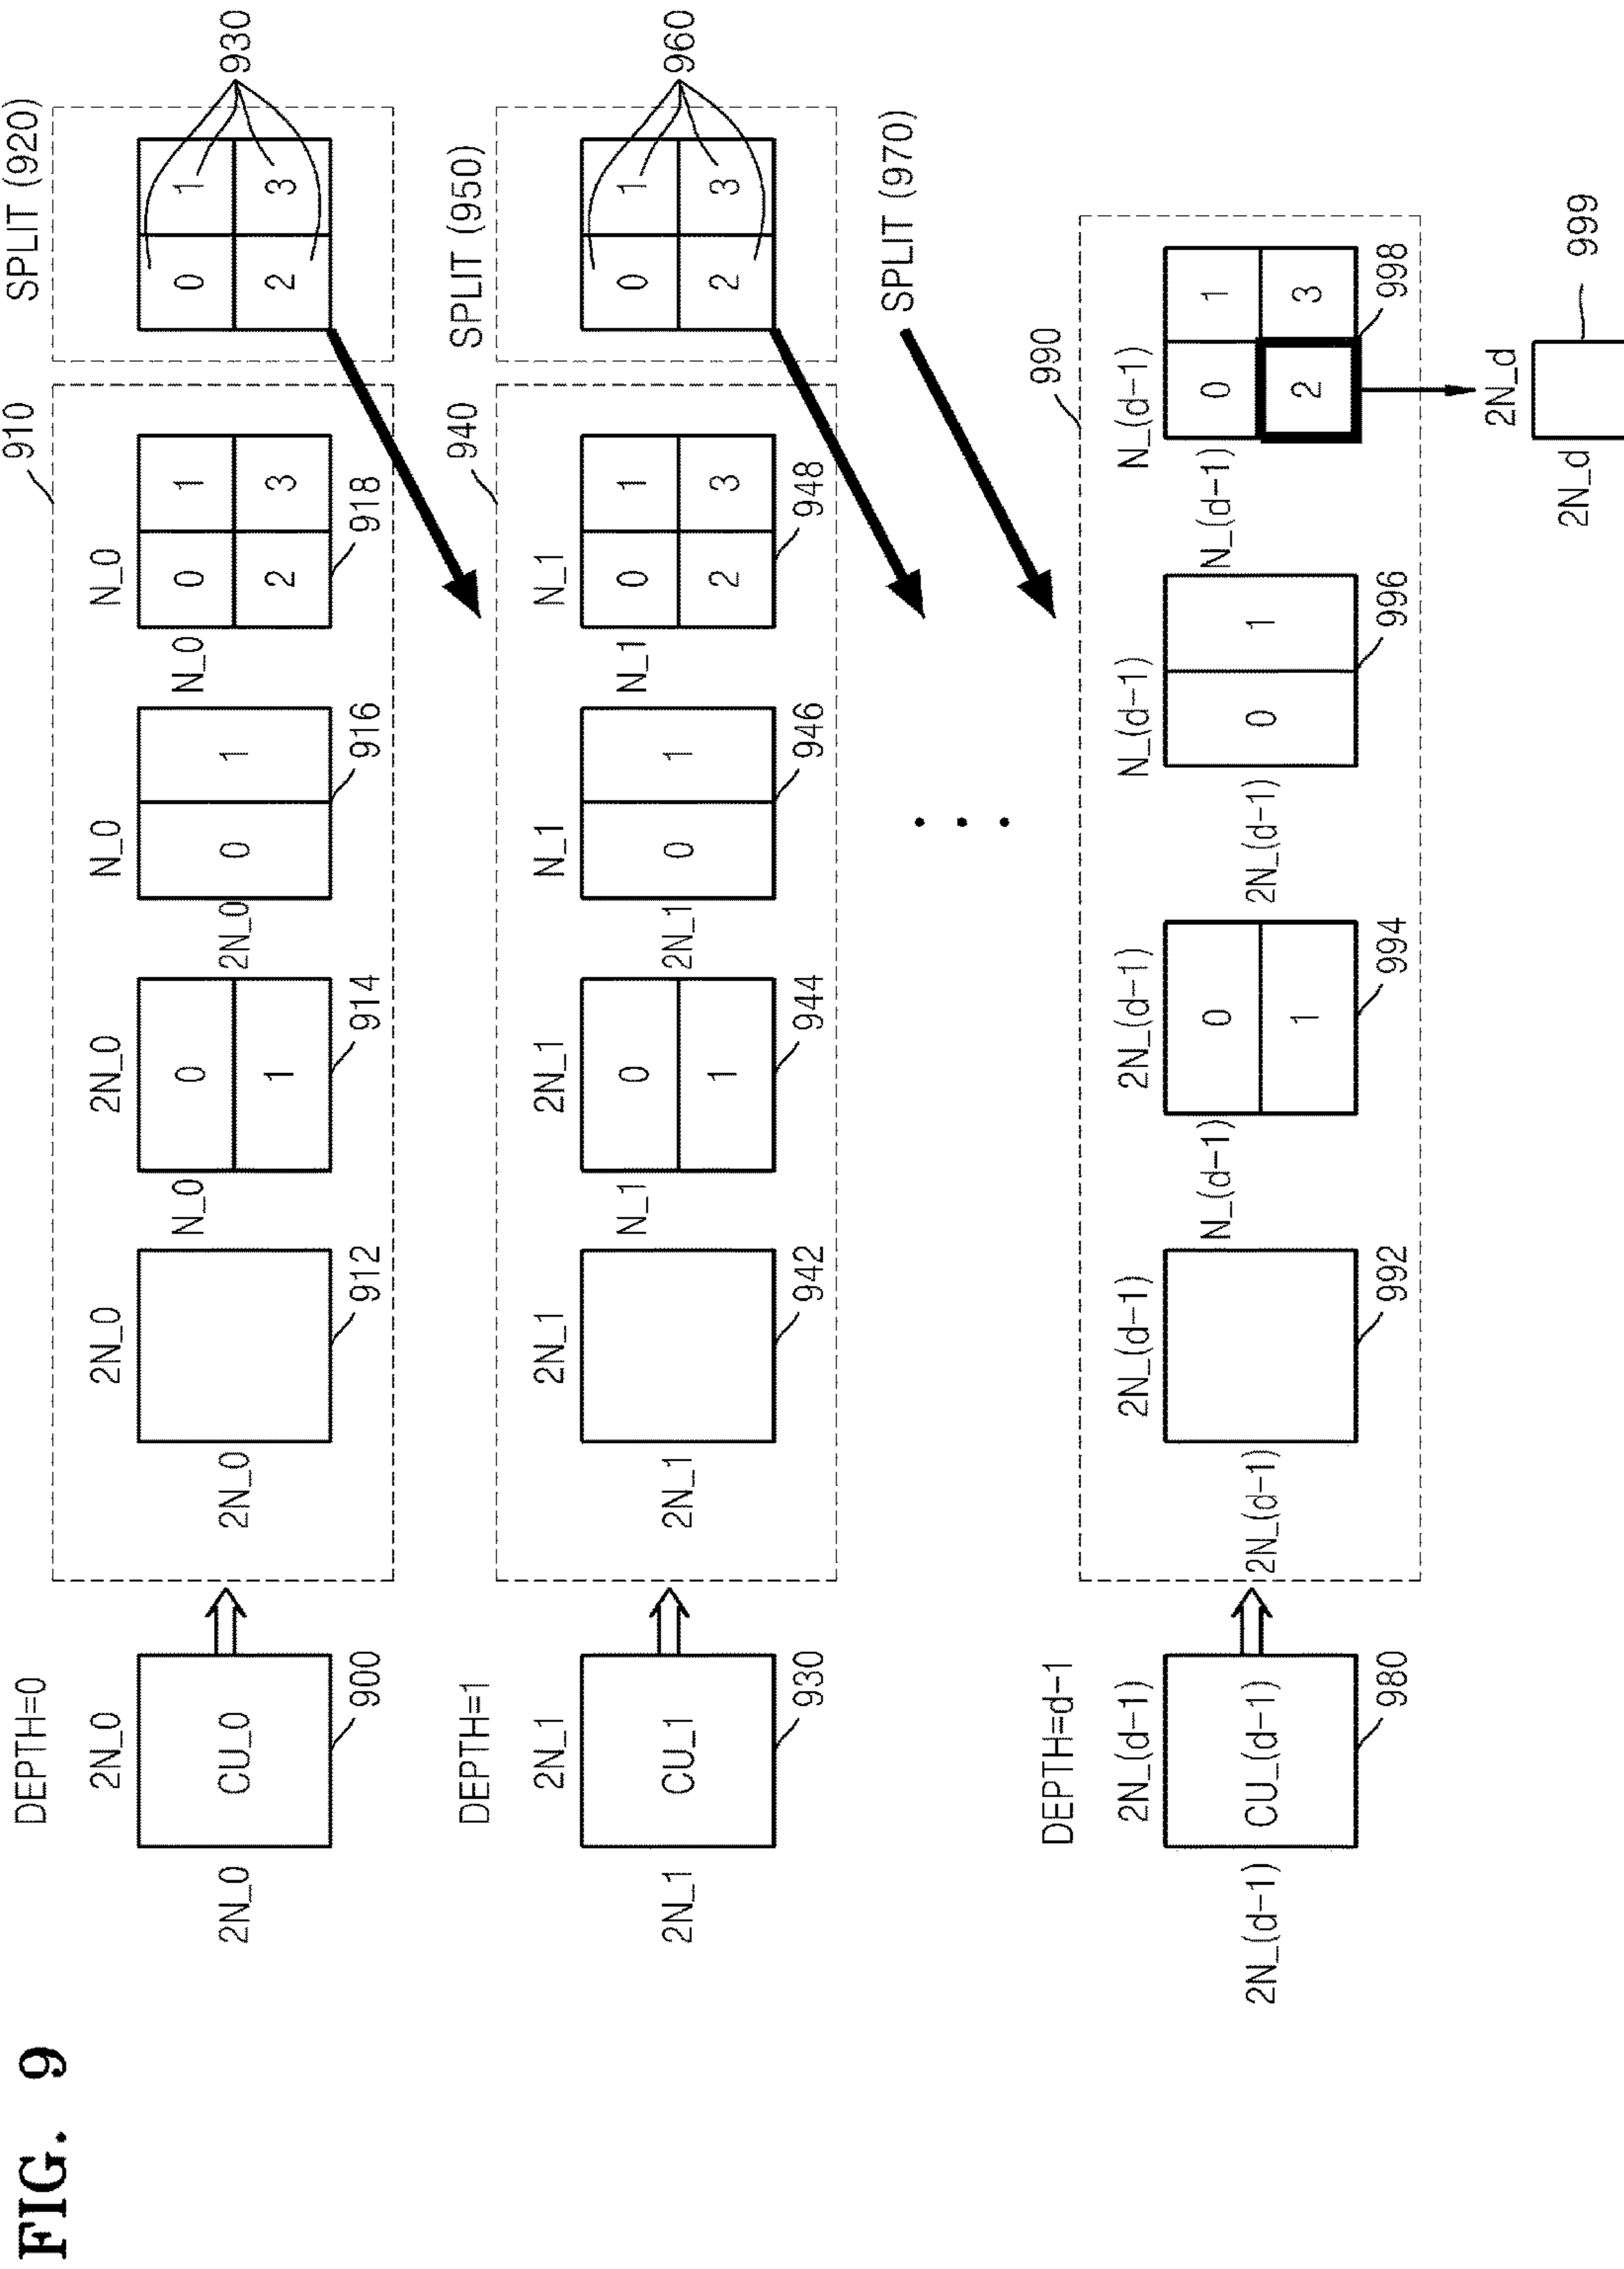 FIG. 9
DEPTH=0
2N_0
2N_0
CU_0
900
910
2N_0
2N_0
912
2N_0
N_0
0
1
914
N_0
2N_0
0
1
916
N_0
N_0
0
1
2
3
918
SPLIT (920)
0
1
2
3
930
DEPTH=1
2N_1
2N_1
CU_1
930
940
2N_1
2N_1
942
2N_1
N_1
0
1
944
N_1
2N_1
0
1
946
N_1
N_1
0
1
2
3
948
SPLIT (950)
0
1
2
3
960
SPLIT (970)
DEPTH=d-1
2N_(d-1)
2N_(d-1)
CU_(d-1)
980
990
2N_(d-1)
2N_(d-1)
992
2N_(d-1)
N_(d-1)
0
1
994
N_(d-1)
2N_(d-1)
0
1
996
N_(d-1)
N_(d-1)
0
1
2
3
998
2N_d
2N_d
999